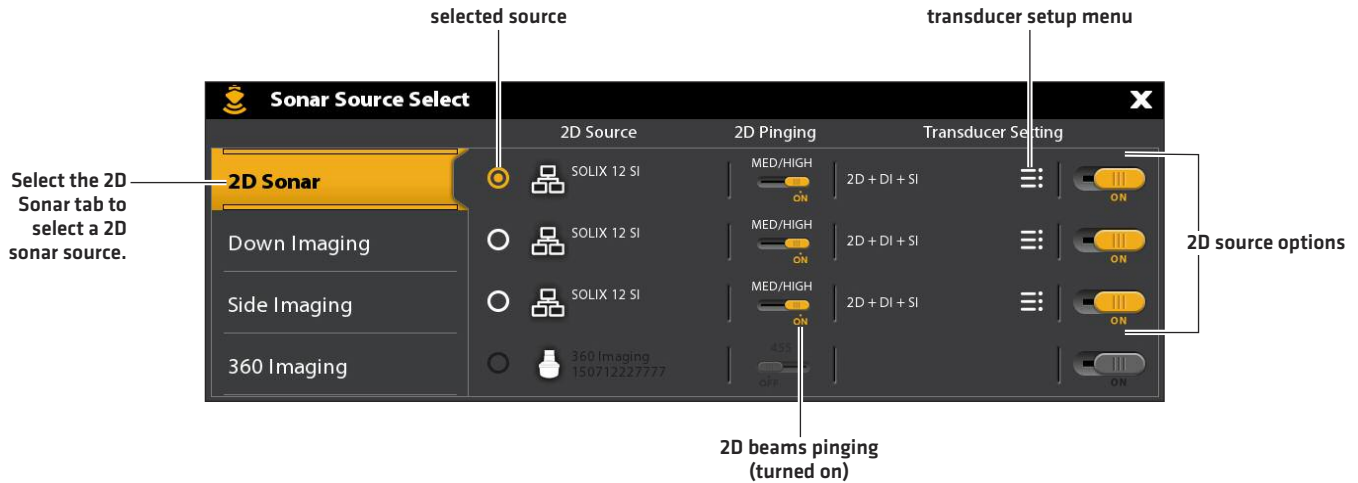 selected source
transducer setup menu
Sonar Source Select
X
2D Source
2D Pinging
Transducer Setting
Select the 2D
Sonar tab to
select a 2D
sonar source.
2D Sonar
SOLIX 12 SI
MED/HIGH
ON
2D + DI + SI
ON
Down Imaging
SOLIX 12 SI
MED/HIGH
ON
2D + DI + SI
ON
2D source options
Side Imaging
SOLIX 12 SI
MED/HIGH
ON
2D + DI + SI
ON
360 Imaging
360 Imaging
150712227777
455
OFF
ON
2D beams pinging
(turned on)